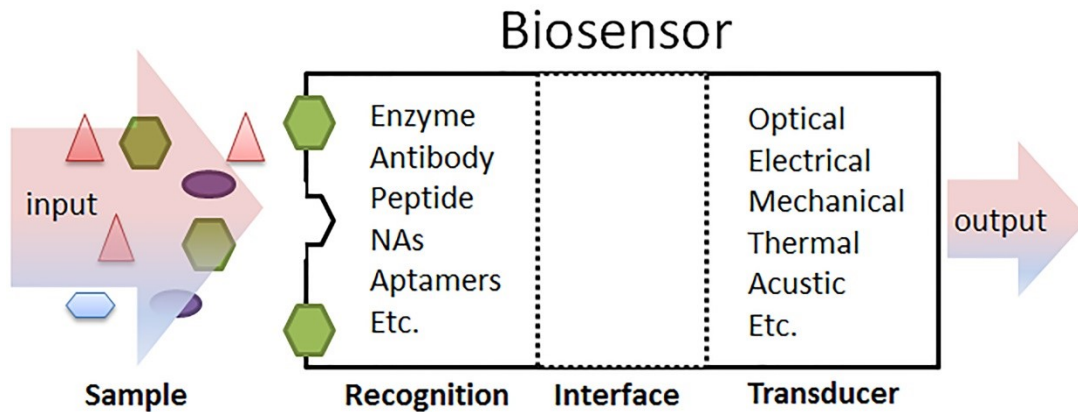 Biosensor
input
Enzyme
Antibody
Peptide
NAs
Aptamers
Etc.
Optical
Electrical
Mechanical
Thermal
Acustic
Etc.
output
Sample
Recognition
Interface
Transducer